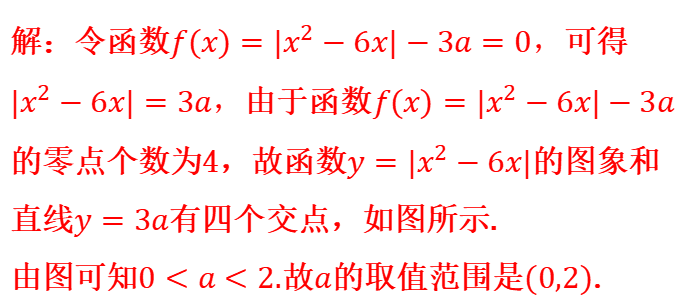 解：令函数f(x) = |x² − 6x| − 3a = 0，可得
|x² − 6x| = 3a，由于函数f(x) = |x² − 6x| − 3a
的零点个数为4，故函数y = |x² − 6x|的图象和
直线y = 3a有四个交点，如图所示.
由图可知0 < a < 2.故a的取值范围是(0,2).